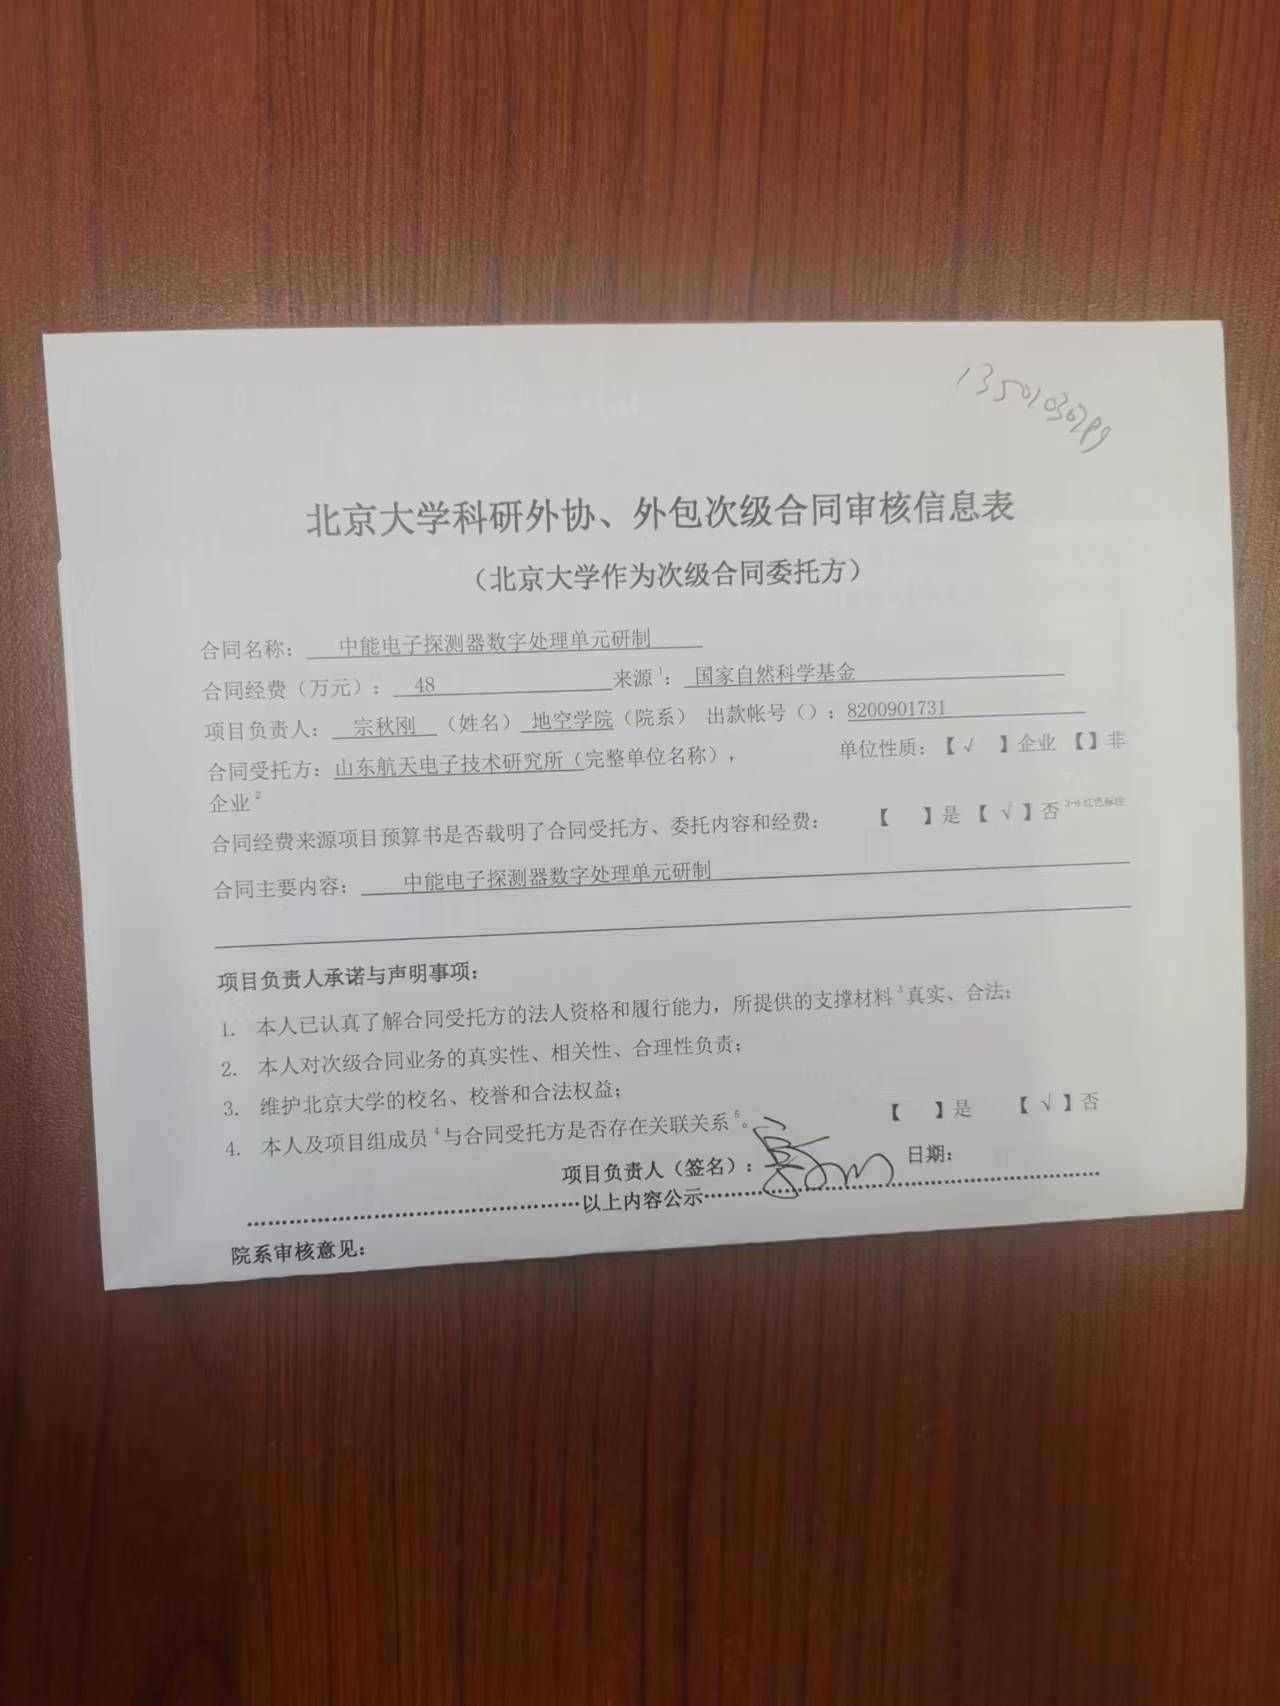 13501030789
北京大学科研外协、外包次级合同审核信息表
（北京大学作为次级合同委托方）
合同名称： 中能电子探测器数字处理单元研制
合同经费（万元）： 48 来源1： 国家自然科学基金
项目负责人： 宗秋刚 （姓名） 地空学院（院系） 出款帐号（）：8200901731
合同受托方：山东航天电子技术研究所（完整单位名称）， 单位性质：【 √ 】企业 【】非
企业2
合同经费来源项目预算书是否载明了合同受托方、委托内容和经费： 【 】是 【 √ 】否 3-6红色标注
合同主要内容： 中能电子探测器数字处理单元研制
项目负责人承诺与声明事项：
1. 本人已认真了解合同受托方的法人资格和履行能力，所提供的支撑材料3真实、合法；
2. 本人对次级合同业务的真实性、相关性、合理性负责；
3. 维护北京大学的校名、校誉和合法权益；
4. 本人及项目组成员4与合同受托方是否存在关联关系5。 【 】是 【 √ 】否
项目负责人（签名）： 日期：
以上内容公示
院系审核意见：